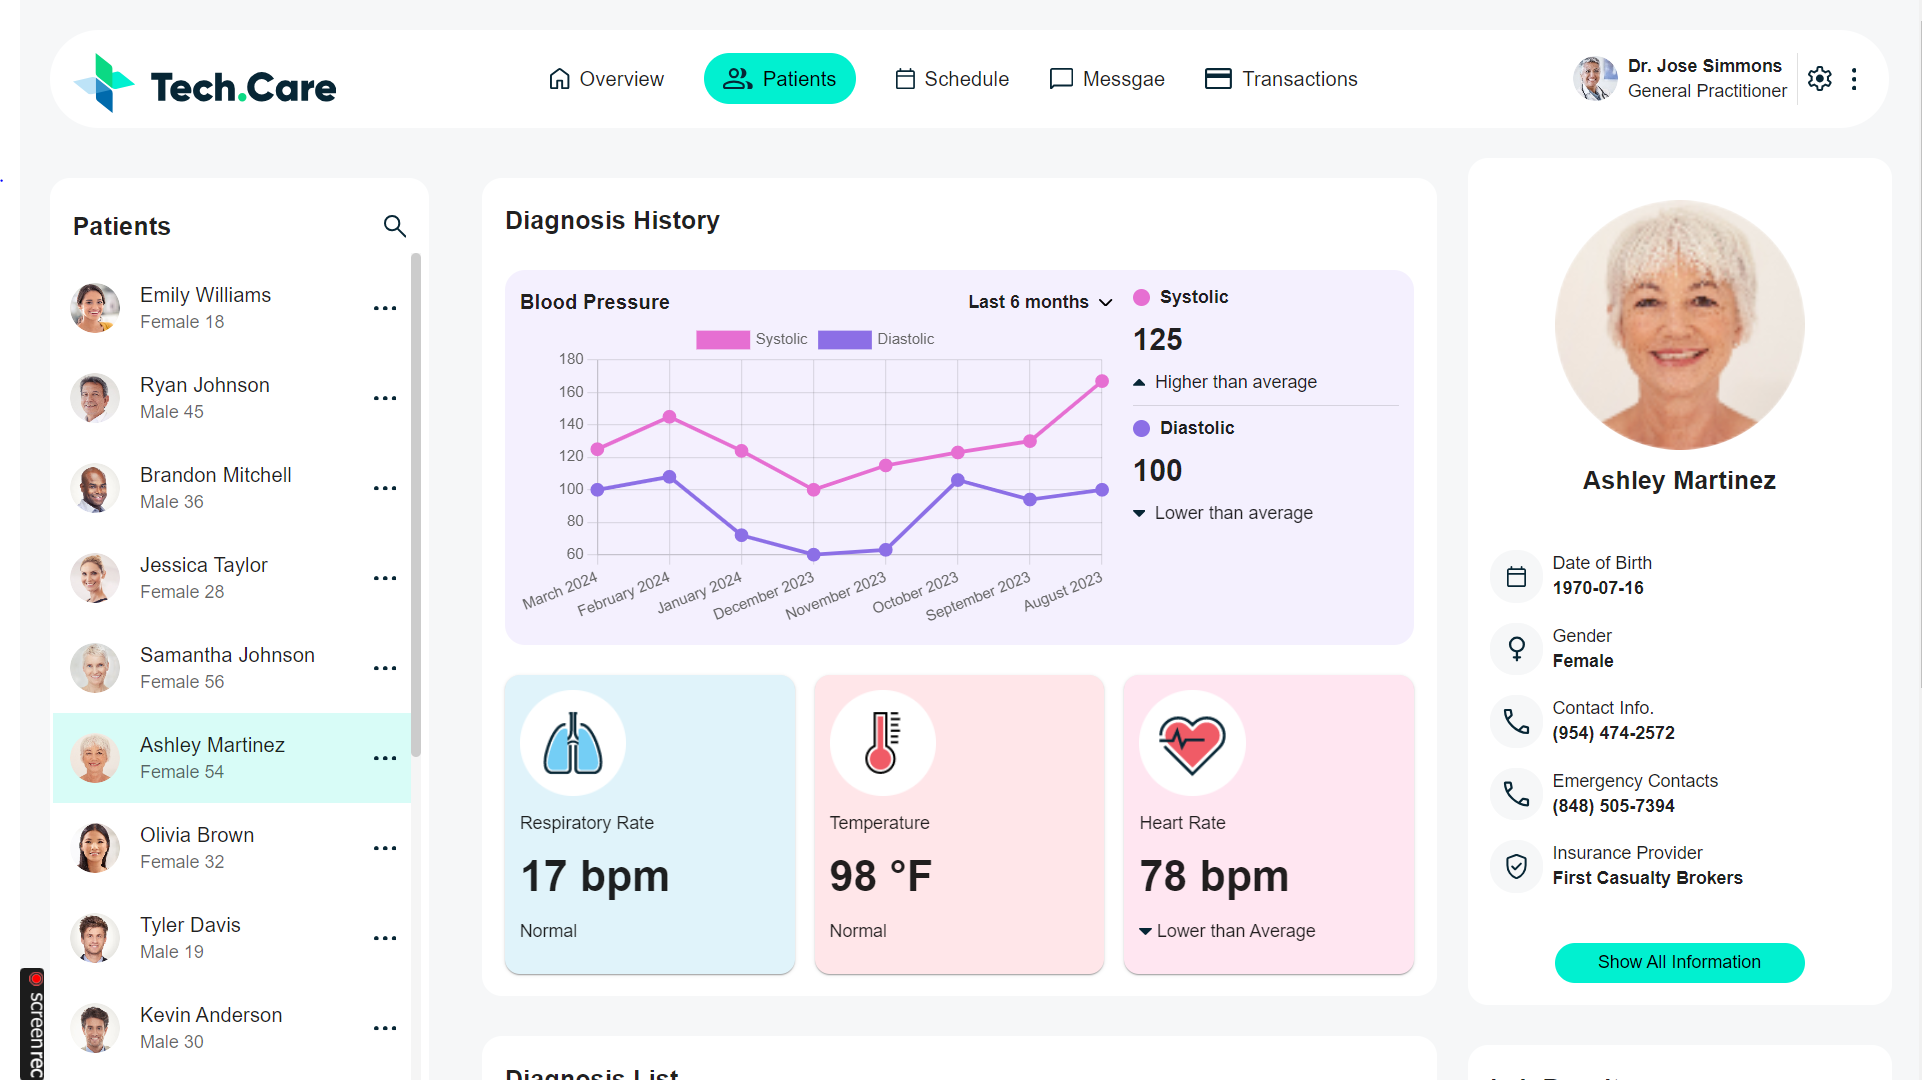 Tech.Care
Overview
Patients
Schedule
Messgae
Transactions
Dr. Jose Simmons
General Practitioner
Patients
Emily Williams
Female 18
Ryan Johnson
Male 45
Brandon Mitchell
Male 36
Jessica Taylor
Female 28
Samantha Johnson
Female 56
Ashley Martinez
Female 54
Olivia Brown
Female 32
Tyler Davis
Male 19
Kevin Anderson
Male 30
screenrec
Diagnosis History
Blood Pressure
Last 6 months
Systolic
Diastolic
180
160
140
120
100
80
60
March 2024
February 2024
January 2024
December 2023
November 2023
October 2023
September 2023
August 2023
Systolic
125
Higher than average
Diastolic
100
Lower than average
Respiratory Rate
17 bpm
Normal
Temperature
98 °F
Normal
Heart Rate
78 bpm
Lower than Average
Diagnosis List
Ashley Martinez
Date of Birth
1970-07-16
Gender
Female
Contact Info.
(954) 474-2572
Emergency Contacts
(848) 505-7394
Insurance Provider
First Casualty Brokers
Show All Information